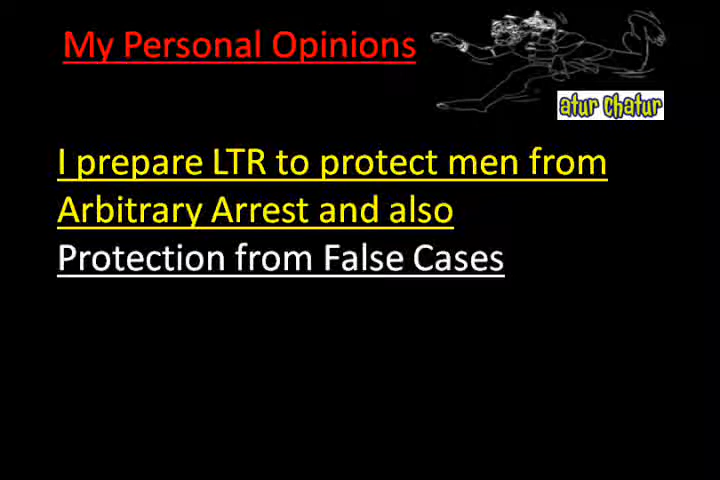 My Personal Opinions
atur chatur
I prepare LTR to protect men from
Arbitrary Arrest and also
Protection from False Cases